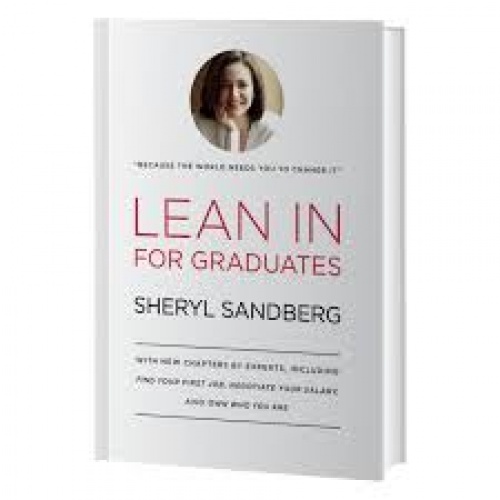 "BECAUSE THE WORLD NEEDS YOU TO CHANGE IT"
LEAN IN
FOR GRADUATES
SHERYL SANDBERG
WITH NEW CHAPTERS BY EXPERTS, INCLUDING
FIND YOUR FIRST JOB, NEGOTIATE YOUR SALARY,
AND OWN WHO YOU ARE